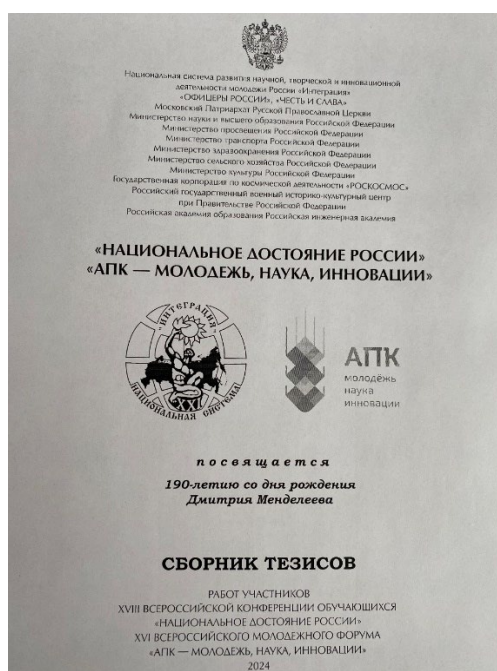 Национальная система развития научной, творческой и инновационной
деятельности молодежи России «Интеграция»
«ОФИЦЕРЫ РОССИИ», «ЧЕСТЬ И СЛАВА»
Московский Патриархат Русской Православной Церкви
Министерство науки и высшего образования Российской Федерации
Министерство просвещения Российской Федерации
Министерство транспорта Российской Федерации
Министерство здравоохранения Российской Федерации
Министерство сельского хозяйства Российской Федерации
Министерство культуры Российской Федерации
Государственная корпорация по космической деятельности «РОСКОСМОС»
Российский государственный военный историко-культурный центр
при Правительстве Российской Федерации
Российская академия образования Российская инженерная академия
«НАЦИОНАЛЬНОЕ ДОСТОЯНИЕ РОССИИ»
«АПК — МОЛОДЕЖЬ, НАУКА, ИННОВАЦИИ»
"ИНТЕГРАЦИЯ"
XXI
НАЦИОНАЛЬНАЯ СИСТЕМА
АПК
молодёжь
наука
инновации
посвящается
190-летию со дня рождения
Дмитрия Менделеева
СБОРНИК ТЕЗИСОВ
РАБОТ УЧАСТНИКОВ
XVIII ВСЕРОССИЙСКОЙ КОНФЕРЕНЦИИ ОБУЧАЮЩИХСЯ
«НАЦИОНАЛЬНОЕ ДОСТОЯНИЕ РОССИИ»
XVI ВСЕРОССИЙСКОГО МОЛОДЕЖНОГО ФОРУМА
«АПК — МОЛОДЕЖЬ, НАУКА, ИННОВАЦИИ»
2024